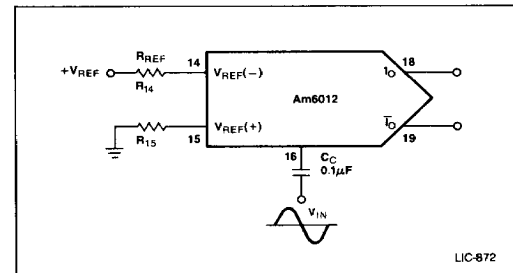 RREF
14
18
+VREF
VREF(−)
IO
R14
Am6012
VREF(+)
IO
R15
15
19
16
CC
0.1μF
VIN
LIC-872